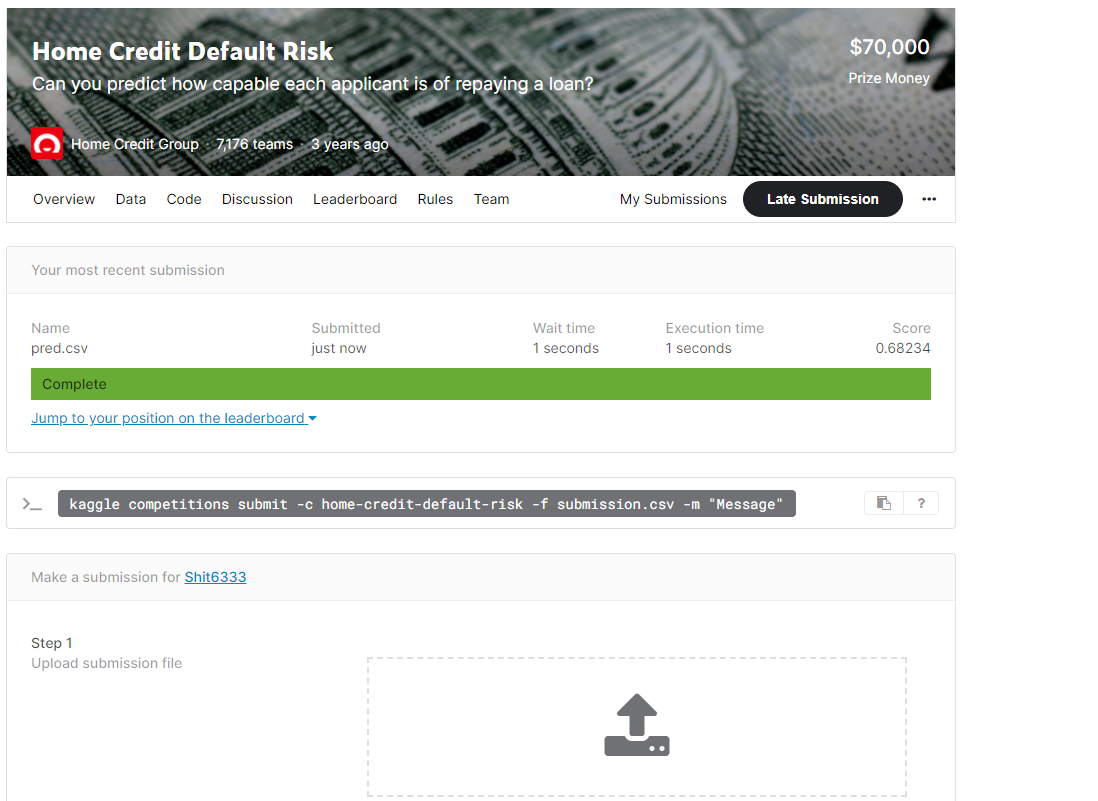 Home Credit Default Risk
$70,000
Can you predict how capable each applicant is of repaying a loan?
Prize Money
Home Credit Group · 7,176 teams · 3 years ago
Overview Data Code Discussion Leaderboard Rules Team My Submissions Late Submission ···
Your most recent submission
Name Submitted Wait time Execution time Score
pred.csv just now 1 seconds 1 seconds 0.68234
Complete
Jump to your position on the leaderboard
>_ kaggle competitions submit -c home-credit-default-risk -f submission.csv -m "Message" ?
Make a submission for Shit6333
Step 1
Upload submission file